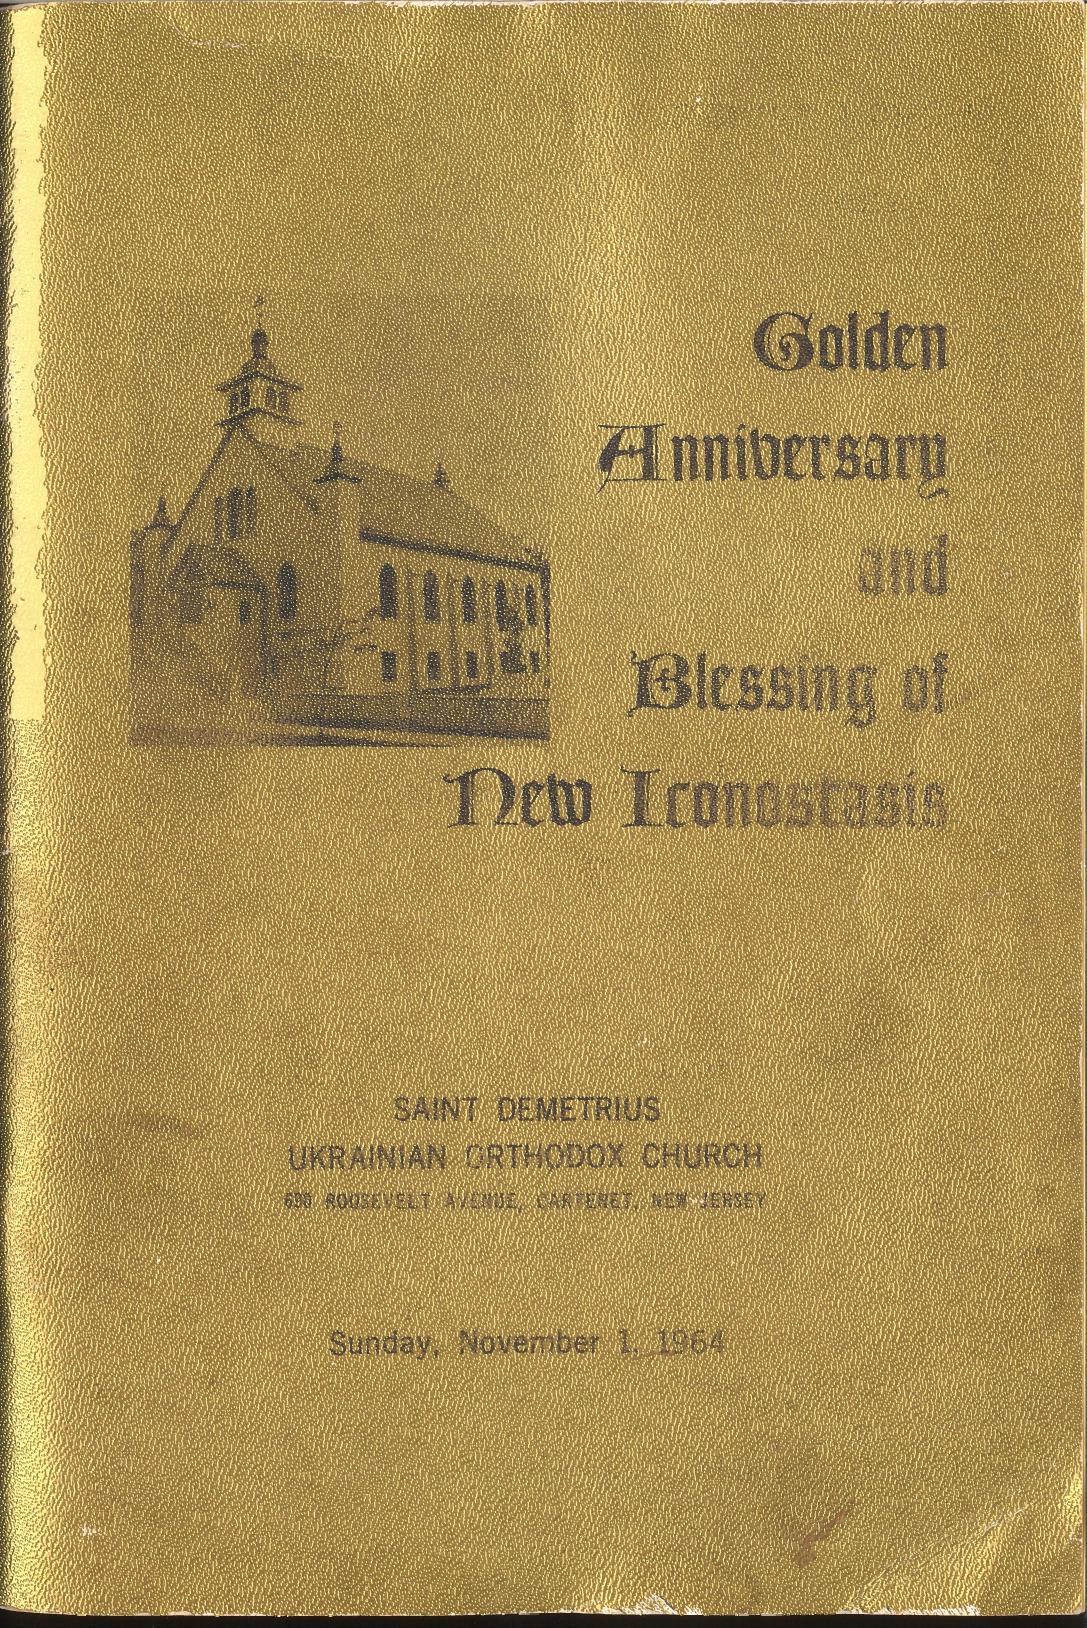 Golden
Anniversary
and
Blessing of
New Iconostasis
SAINT DEMETRIUS
UKRAINIAN ORTHODOX CHURCH
ROOSEVELT AVENUE, CARTERET, NEW JERSEY
Sunday, November 1, 1964